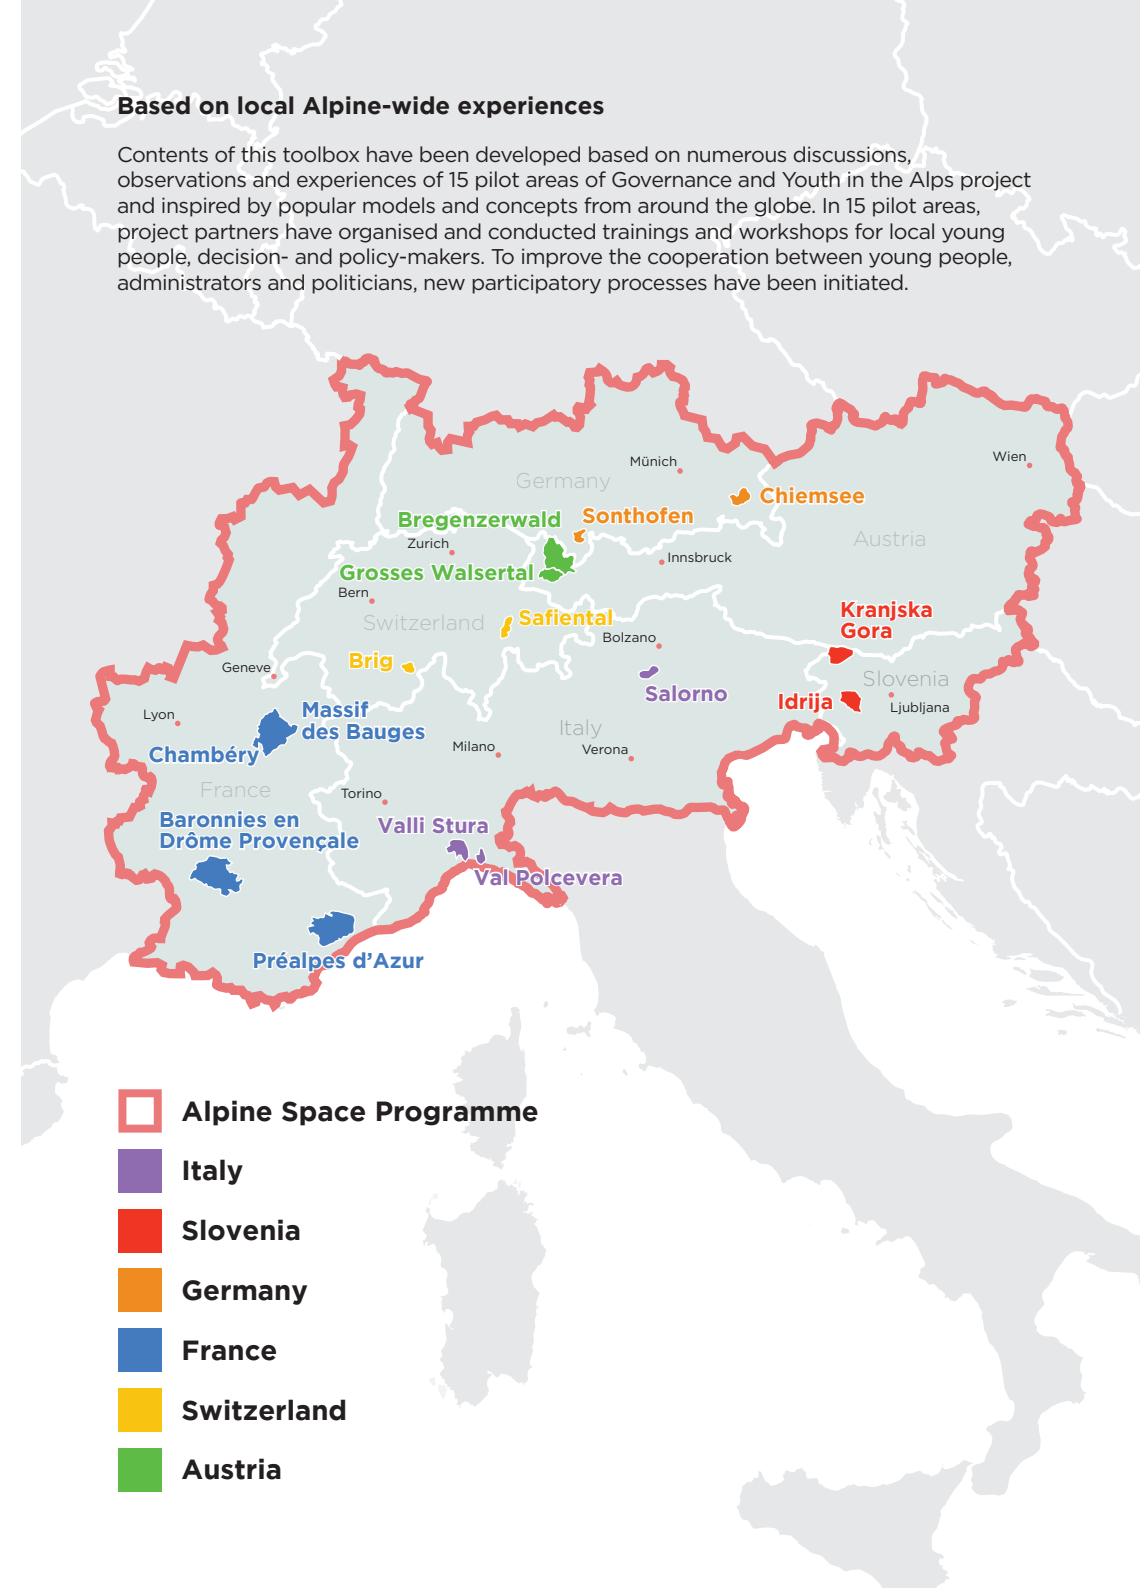 Based on local Alpine-wide experiences
Contents of this toolbox have been developed based on numerous discussions,
observations and experiences of 15 pilot areas of Governance and Youth in the Alps project
and inspired by popular models and concepts from around the globe. In 15 pilot areas,
project partners have organised and conducted trainings and workshops for local young
people, decision- and policy-makers. To improve the cooperation between young people,
administrators and politicians, new participatory processes have been initiated.
Wien
Münich
Germany
Chiemsee
Sonthofen
Bregenzerwald
Austria
Zurich
Innsbruck
Grosses Walsertal
Bern
Kranjska
Gora
Safiental
Switzerland
Bolzano
Brig
Geneve
Slovenia
Salorno
Idrija
Ljubljana
Massif
des Bauges
Lyon
Italy
Milano
Verona
Chambéry
France
Torino
Baronnies en
Drôme Provençale
Valli Stura
Val Polcevera
Préalpes d’Azur
Alpine Space Programme
Italy
Slovenia
Germany
France
Switzerland
Austria